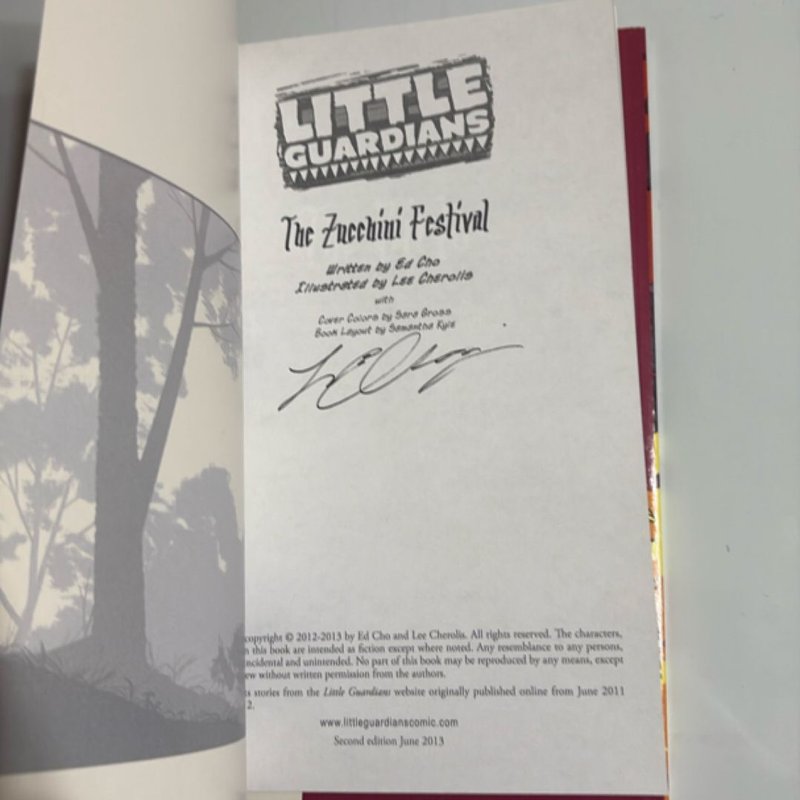 LITTLE
GUARDIANS
The Zucchini Festival
Written by Ed Cho
Illustrated by Lee Cherolis
with
Cover Colors by Sara Gross
Book Layout by Samantha Kyle
copyright © 2012-2013 by Ed Cho and Lee Cherolis. All rights reserved. The characters,
this book are intended as fiction except where noted. Any resemblance to any persons,
and unintended. No part of this book may be reproduced by any means, except
without written permission from the authors.
stories from the Little Guardians website originally published online from June 2011
2.
www.littleguardianscomic.com
Second edition June 2013